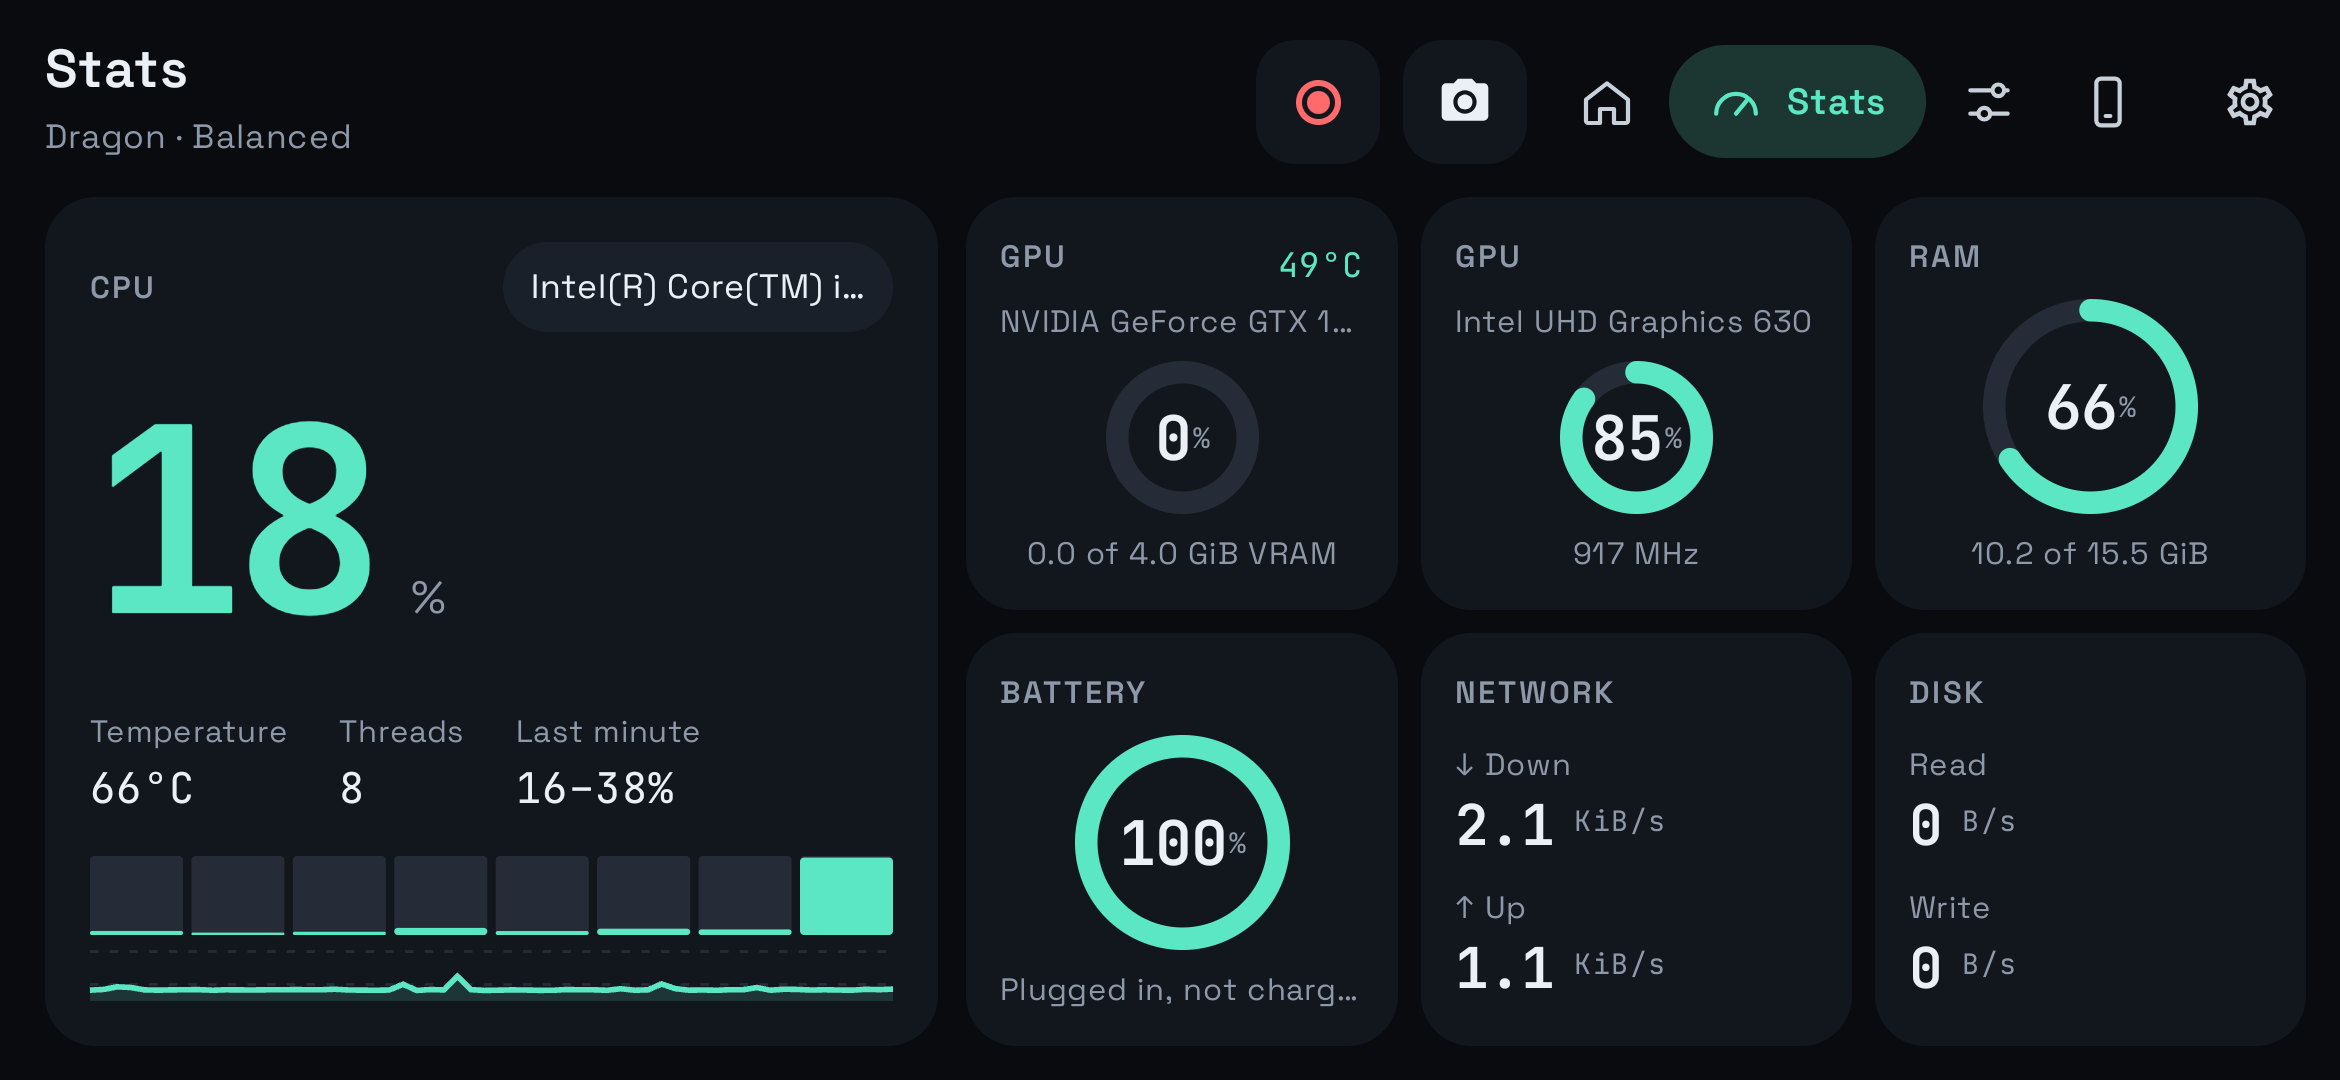 Stats
Dragon · Balanced
Stats
CPU
Intel(R) Core(TM) i…
18 %
Temperature
66°C
Threads
8
Last minute
16–38%
GPU
49°C
NVIDIA GeForce GTX 1…
0%
0.0 of 4.0 GiB VRAM
GPU
Intel UHD Graphics 630
85%
917 MHz
RAM
66%
10.2 of 15.5 GiB
BATTERY
100%
Plugged in, not charg…
NETWORK
↓ Down
2.1 KiB/s
↑ Up
1.1 KiB/s
DISK
Read
0 B/s
Write
0 B/s